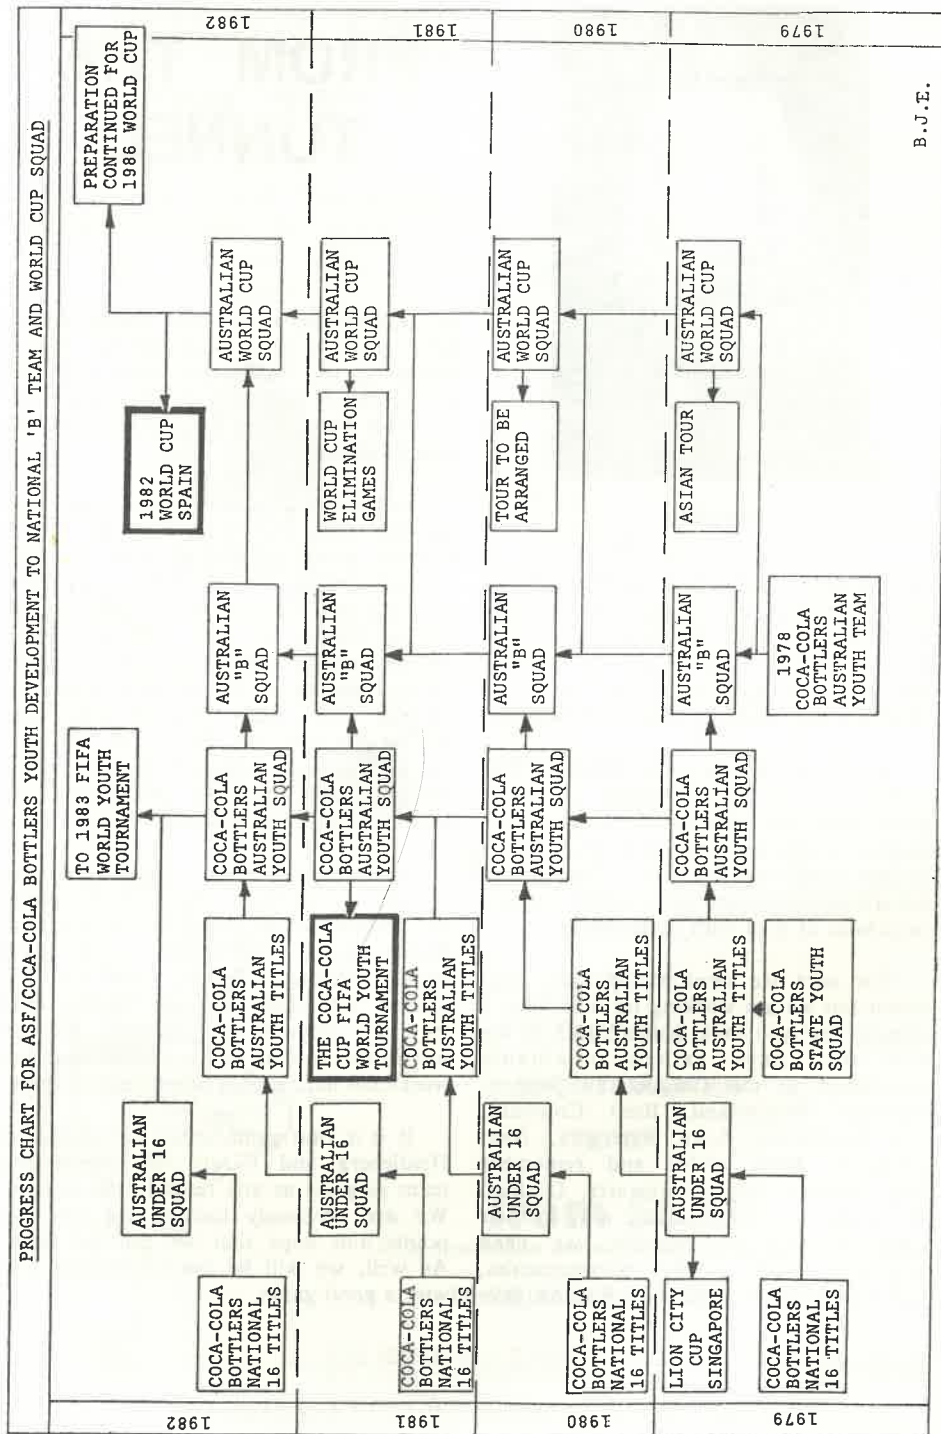 PROGRESS CHART FOR ASF/COCA-COLA BOTTLERS YOUTH DEVELOPMENT TO NATIONAL 'B' TEAM AND WORLD CUP SQUAD
1982
1982
TO 1983 FIFA
WORLD YOUTH
TOURNAMENT
PREPARATION
CONTINUED FOR
1986 WORLD CUP
AUSTRALIAN
UNDER 16
SQUAD
1982
WORLD CUP
SPAIN
COCA-COLA
BOTTLERS
NATIONAL
16 TITLES
COCA-COLA
BOTTLERS
AUSTRALIAN
YOUTH TITLES
COCA-COLA
BOTTLERS
AUSTRALIAN
YOUTH SQUAD
AUSTRALIAN
"B"
SQUAD
AUSTRALIAN
WORLD CUP
SQUAD
1981
1981
AUSTRALIAN
UNDER 16
SQUAD
THE COCA-COLA
CUP FIFA
WORLD YOUTH
TOURNAMENT
COCA-COLA
BOTTLERS
AUSTRALIAN
YOUTH SQUAD
AUSTRALIAN
"B"
SQUAD
WORLD CUP
ELIMINATION
GAMES
AUSTRALIAN
WORLD CUP
SQUAD
COCA-COLA
BOTTLERS
NATIONAL
16 TITLES
COCA-COLA
BOTTLERS
AUSTRALIAN
YOUTH TITLES
1980
1980
AUSTRALIAN
UNDER 16
SQUAD
COCA-COLA
BOTTLERS
AUSTRALIAN
YOUTH SQUAD
AUSTRALIAN
"B"
SQUAD
TOUR TO BE
ARRANGED
AUSTRALIAN
WORLD CUP
SQUAD
COCA-COLA
BOTTLERS
NATIONAL
16 TITLES
COCA-COLA
BOTTLERS
AUSTRALIAN
YOUTH TITLES
1979
1979
LION CITY
CUP
SINGAPORE
AUSTRALIAN
UNDER 16
SQUAD
COCA-COLA
BOTTLERS
AUSTRALIAN
YOUTH TITLES
COCA-COLA
BOTTLERS
AUSTRALIAN
YOUTH SQUAD
AUSTRALIAN
"B"
SQUAD
ASIAN TOUR
AUSTRALIAN
WORLD CUP
SQUAD
COCA-COLA
BOTTLERS
NATIONAL
16 TITLES
COCA-COLA
BOTTLERS
STATE YOUTH
SQUAD
1978
COCA-COLA
BOTTLERS
AUSTRALIAN
YOUTH TEAM
B.J.E.